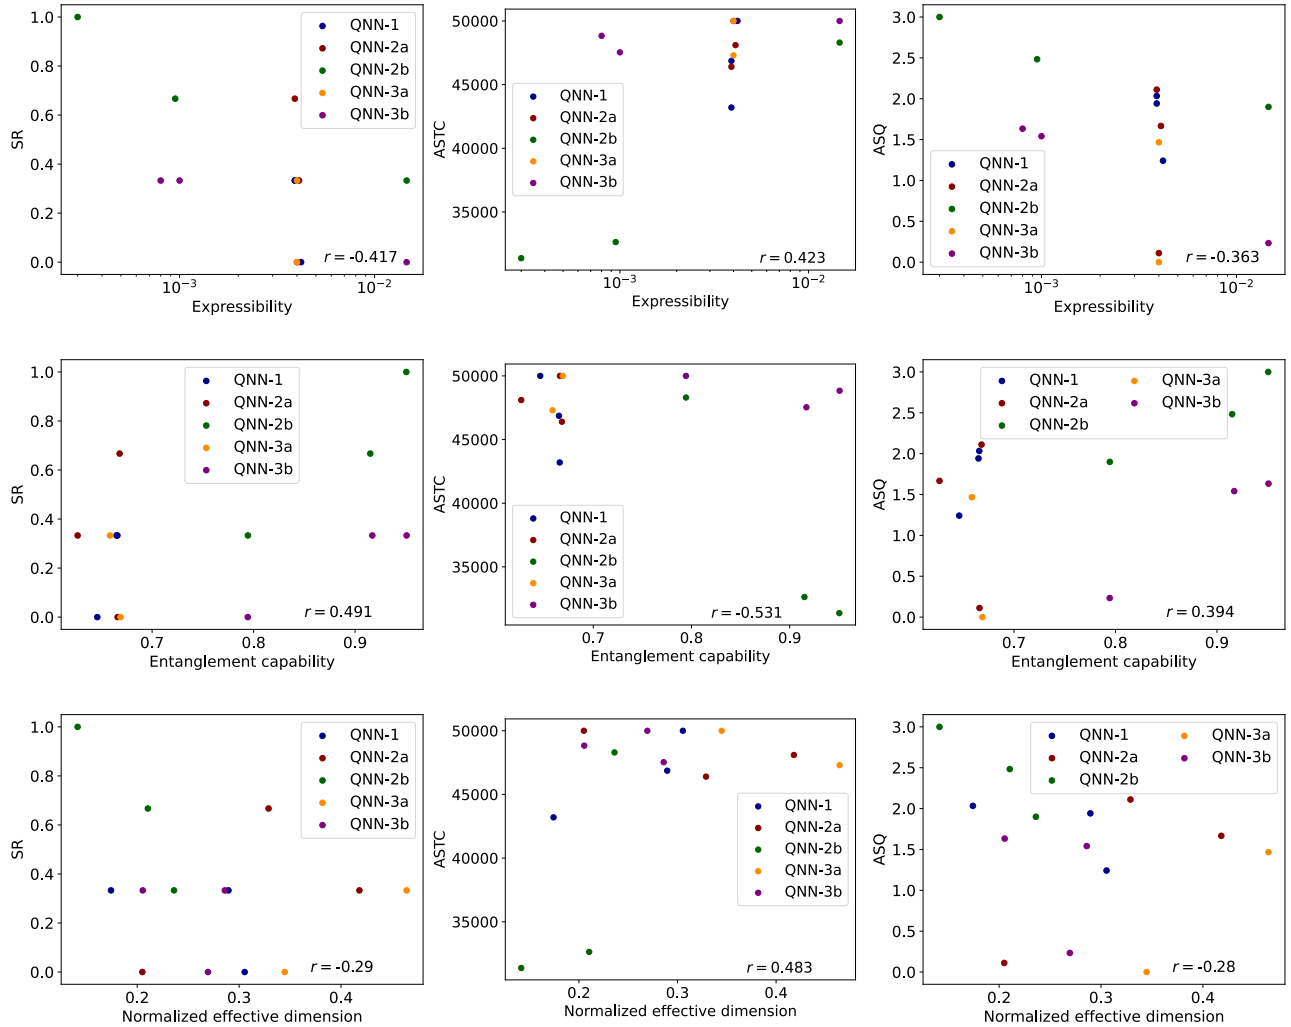 1.0
0.8
0.6
0.4
0.2
0.0
SR
QNN-1
QNN-2a
QNN-2b
QNN-3a
QNN-3b
r = -0.417
10⁻³
10⁻²
Expressibility
50000
45000
40000
35000
ASTC
QNN-1
QNN-2a
QNN-2b
QNN-3a
QNN-3b
r = 0.423
10⁻³
10⁻²
Expressibility
3.0
2.5
2.0
1.5
1.0
0.5
0.0
ASQ
QNN-1
QNN-2a
QNN-2b
QNN-3a
QNN-3b
r = -0.363
10⁻³
10⁻²
Expressibility
1.0
0.8
0.6
0.4
0.2
0.0
SR
QNN-1
QNN-2a
QNN-2b
QNN-3a
QNN-3b
r = 0.491
0.7
0.8
0.9
Entanglement capability
50000
45000
40000
35000
ASTC
QNN-1
QNN-2a
QNN-2b
QNN-3a
QNN-3b
r = -0.531
0.7
0.8
0.9
Entanglement capability
3.0
2.5
2.0
1.5
1.0
0.5
0.0
ASQ
QNN-1
QNN-2a
QNN-2b
QNN-3a
QNN-3b
r = 0.394
0.7
0.8
0.9
Entanglement capability
1.0
0.8
0.6
0.4
0.2
0.0
SR
QNN-1
QNN-2a
QNN-2b
QNN-3a
QNN-3b
r = -0.29
0.2
0.3
0.4
Normalized effective dimension
50000
45000
40000
35000
ASTC
QNN-1
QNN-2a
QNN-2b
QNN-3a
QNN-3b
r = 0.483
0.2
0.3
0.4
Normalized effective dimension
3.0
2.5
2.0
1.5
1.0
0.5
0.0
ASQ
QNN-1
QNN-2a
QNN-2b
QNN-3a
QNN-3b
r = -0.28
0.2
0.3
0.4
Normalized effective dimension